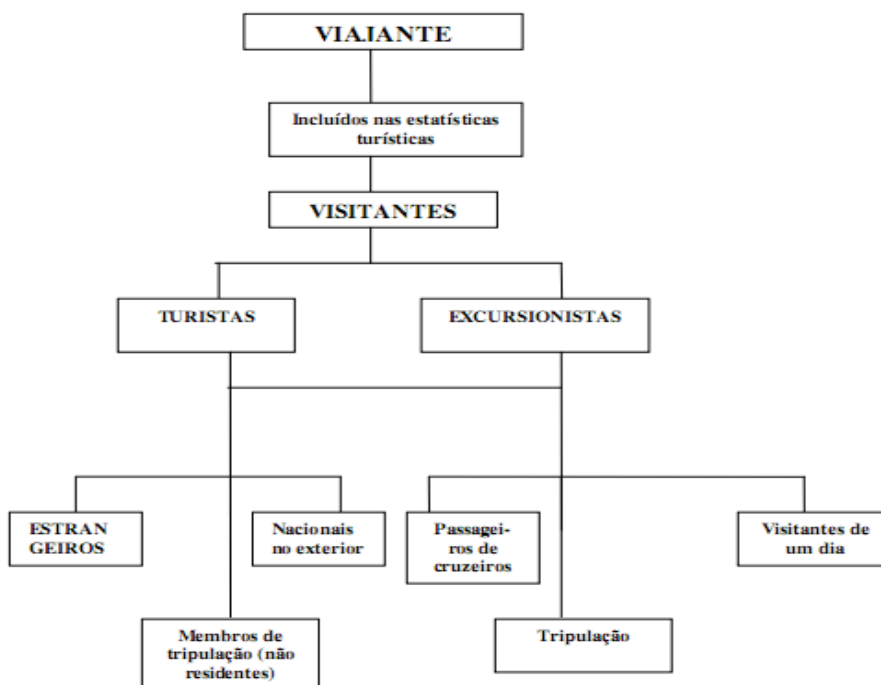 VIAJANTE
Incluídos nas estatísticas
turísticas
VISITANTES
TURISTAS
EXCURSIONISTAS
ESTRAN
GEIROS
Nacionais
no exterior
Passagei-
ros de
cruzeiros
Visitantes de
um dia
Membros de
tripulação (não
residentes)
Tripulação